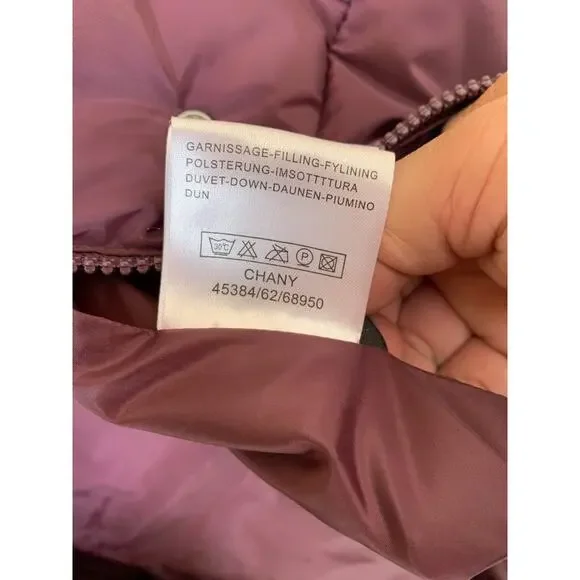 GARNISSAGE-FILLING-FYLINING
POLSTERUNG-IMSOTTTTURA
DUVET-DOWN-DAUNEN-PIUMINO
DUN
30°C P
CHANY
45384/62/68950